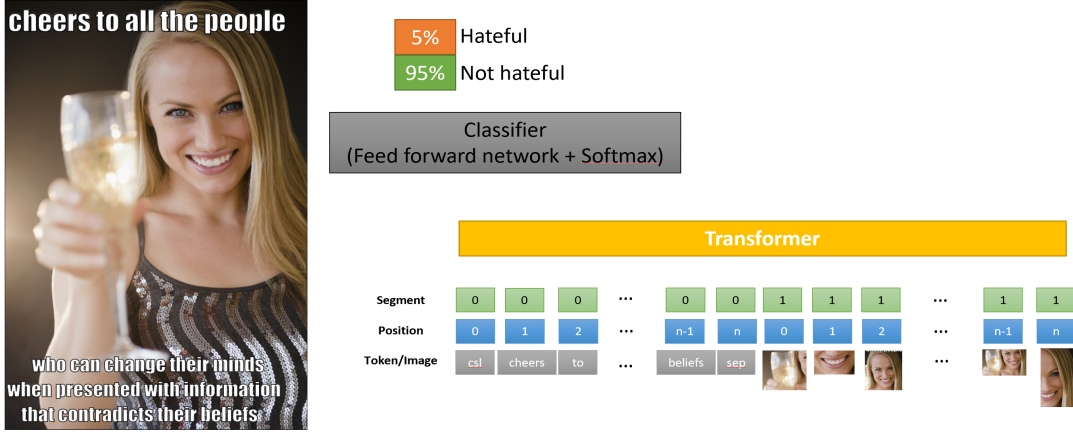 cheers to all the people
who can change their minds
when presented with information
that contradicts their beliefs
5% Hateful
95% Not hateful
Classifier
(Feed forward network + Softmax)
Transformer
Segment 0 0 0 ... 0 0 1 1 1 ... 1 1
Position 0 1 2 ... n-1 n 0 1 2 ... n-1 n
Token/Image csl cheers to ... beliefs sep ...